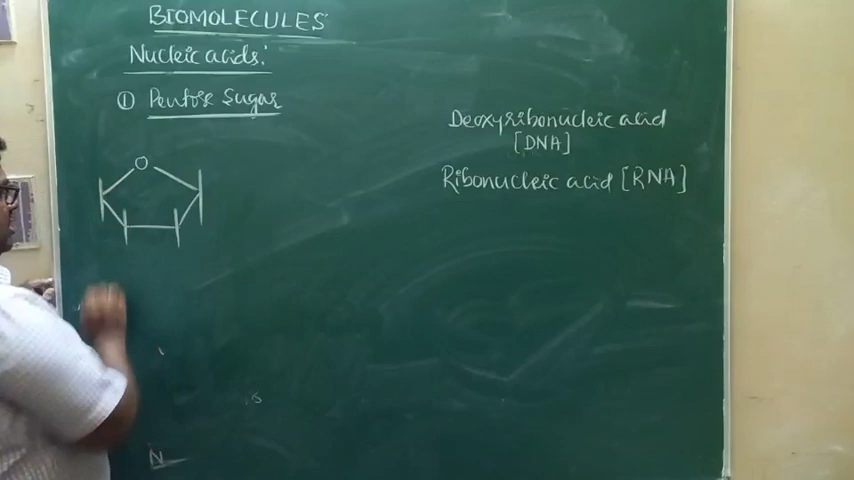 BIOMOLECULES
Nucleic acids:
① Pentose Sugar
O
Deoxyribonucleic acid
[DNA]
Ribonucleic acid [RNA]
N